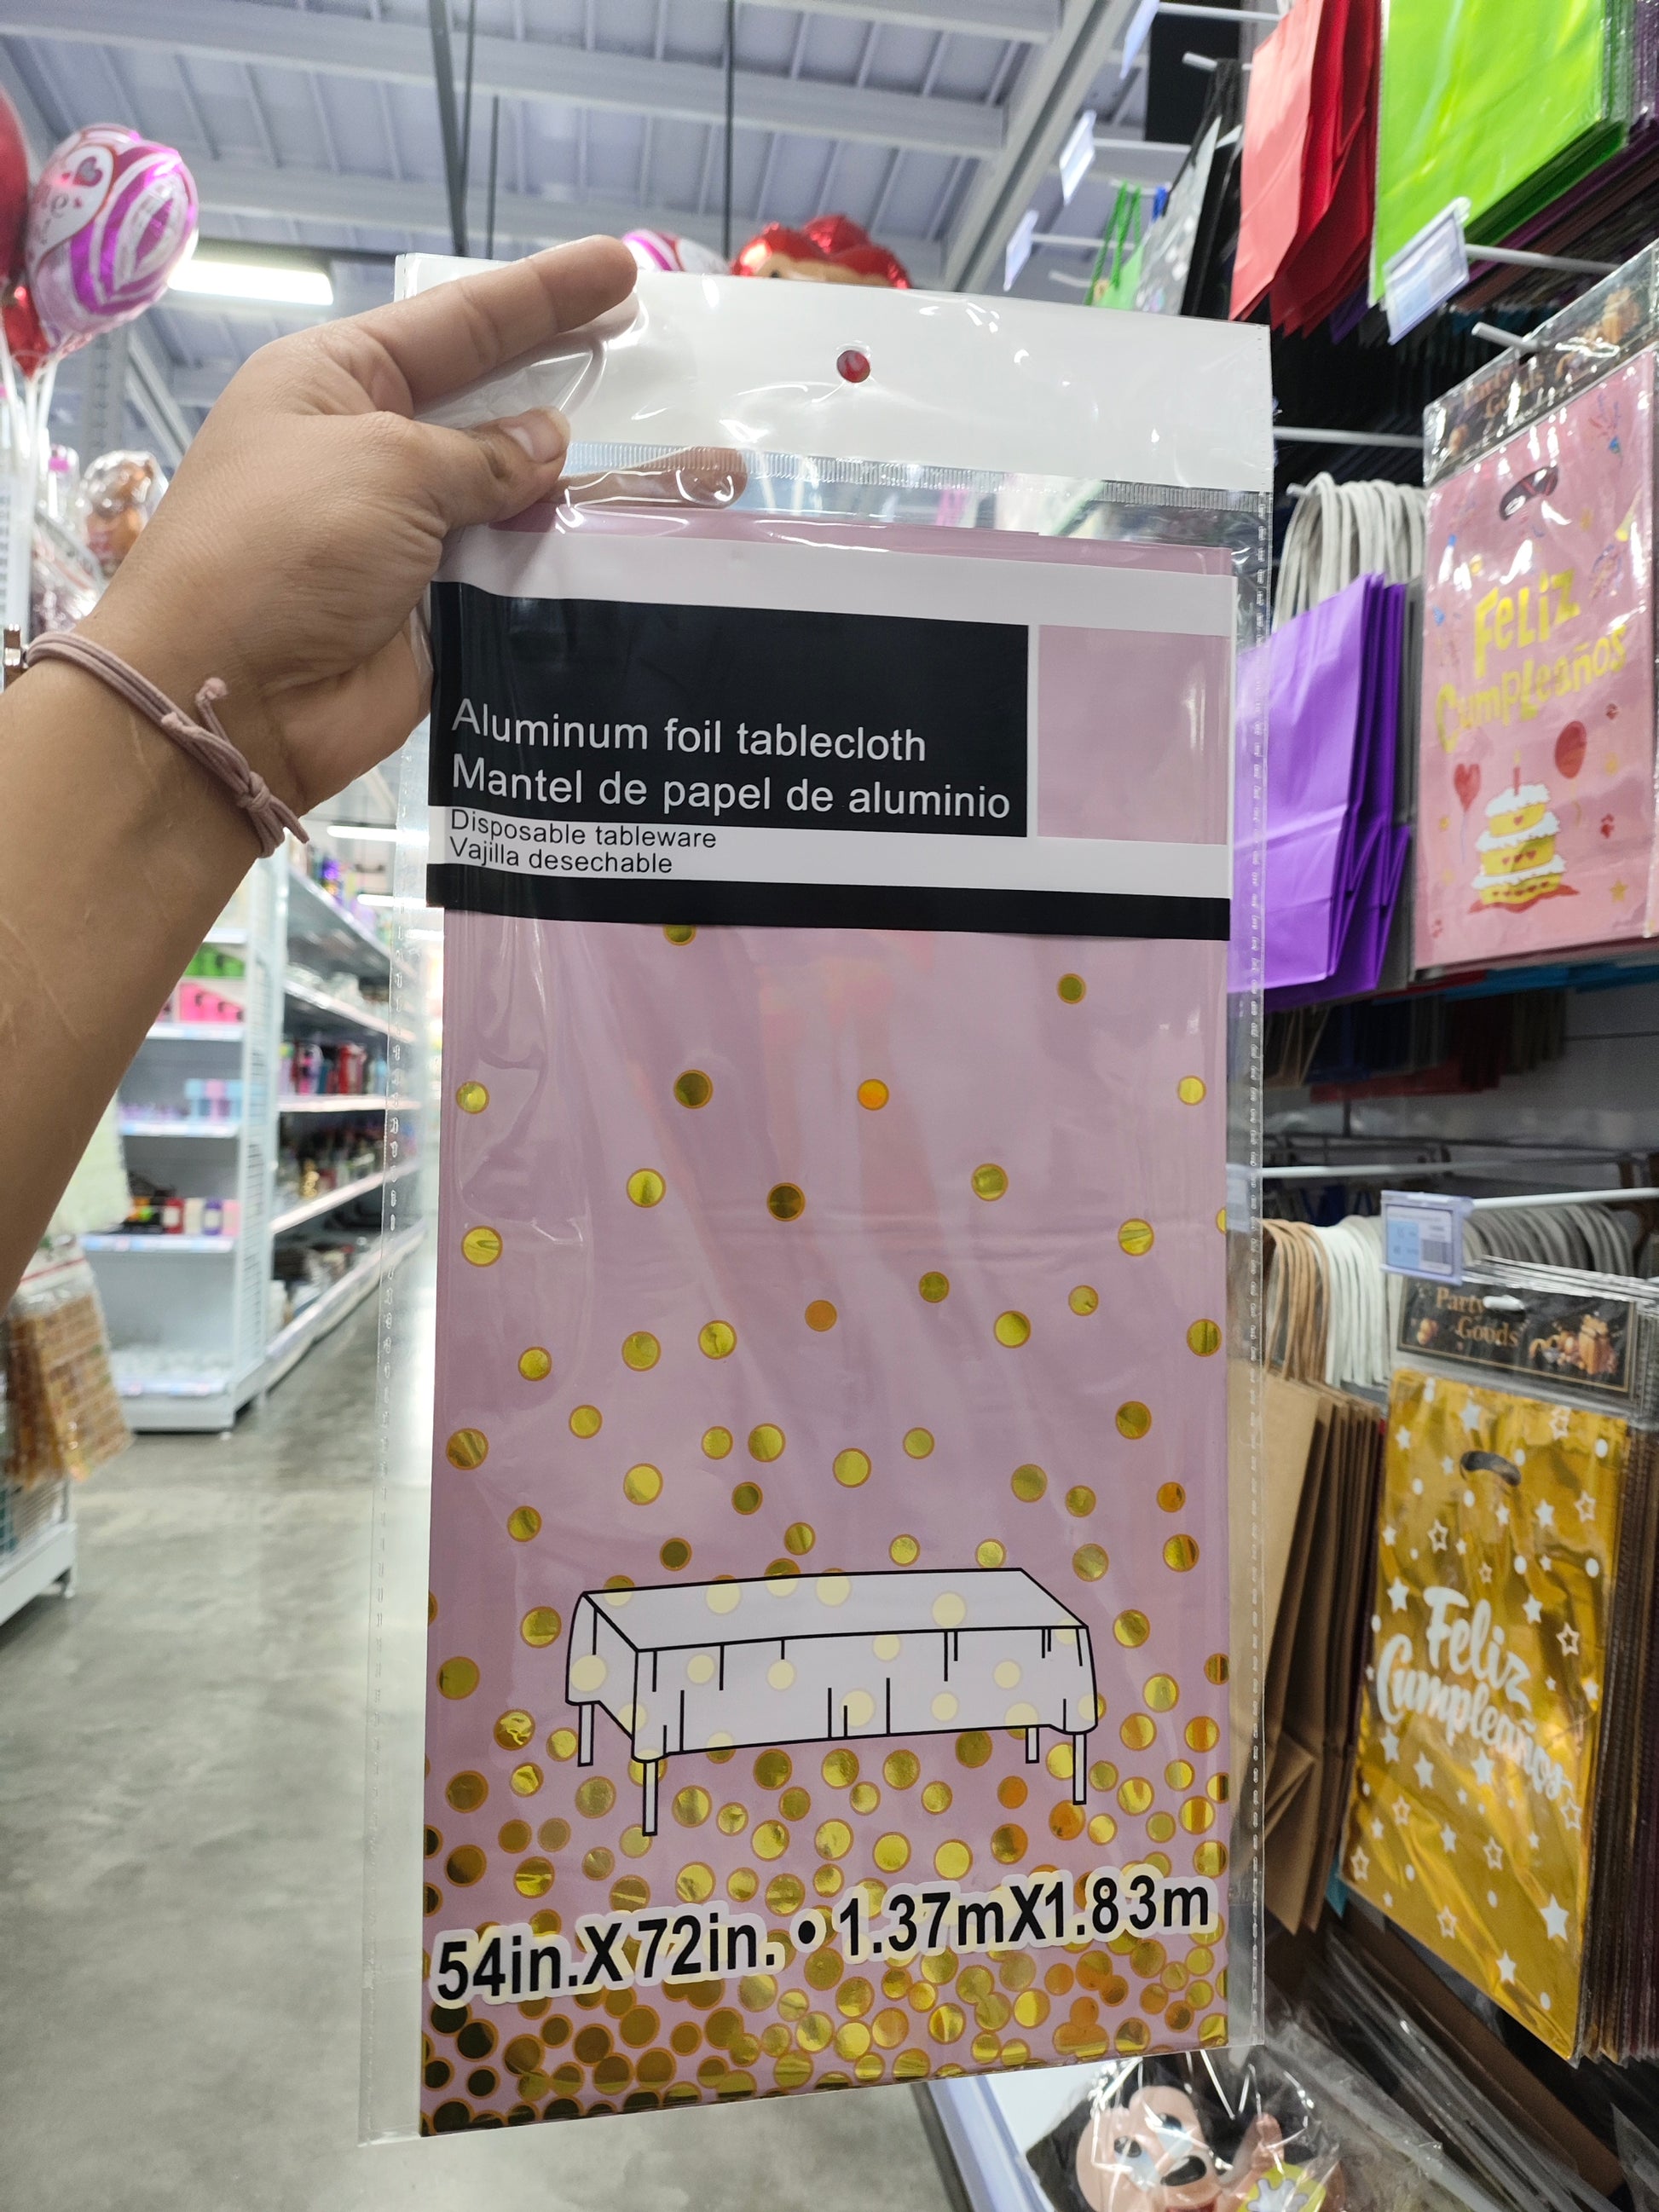 Aluminum foil tablecloth
Mantel de papel de aluminio
Disposable tableware
Vajilla desechable
54in.X72in. • 1.37mX1.83m
Feliz
Cumpleaños
Party
Goods
Feliz
Cumpleaños